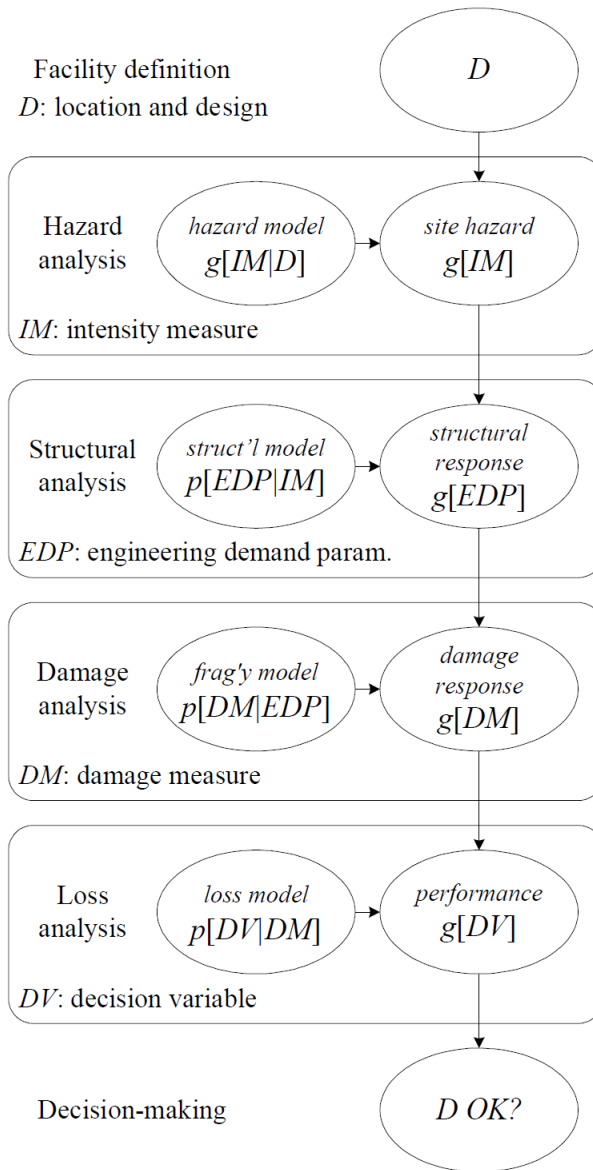 Facility definition
D: location and design
D
Hazard
analysis
hazard model
g[IM|D]
site hazard
g[IM]
IM: intensity measure
Structural
analysis
struct’l model
p[EDP|IM]
structural
response
g[EDP]
EDP: engineering demand param.
Damage
analysis
frag'y model
p[DM|EDP]
damage
response
g[DM]
DM: damage measure
Loss
analysis
loss model
p[DV|DM]
performance
g[DV]
DV: decision variable
Decision-making
D OK?